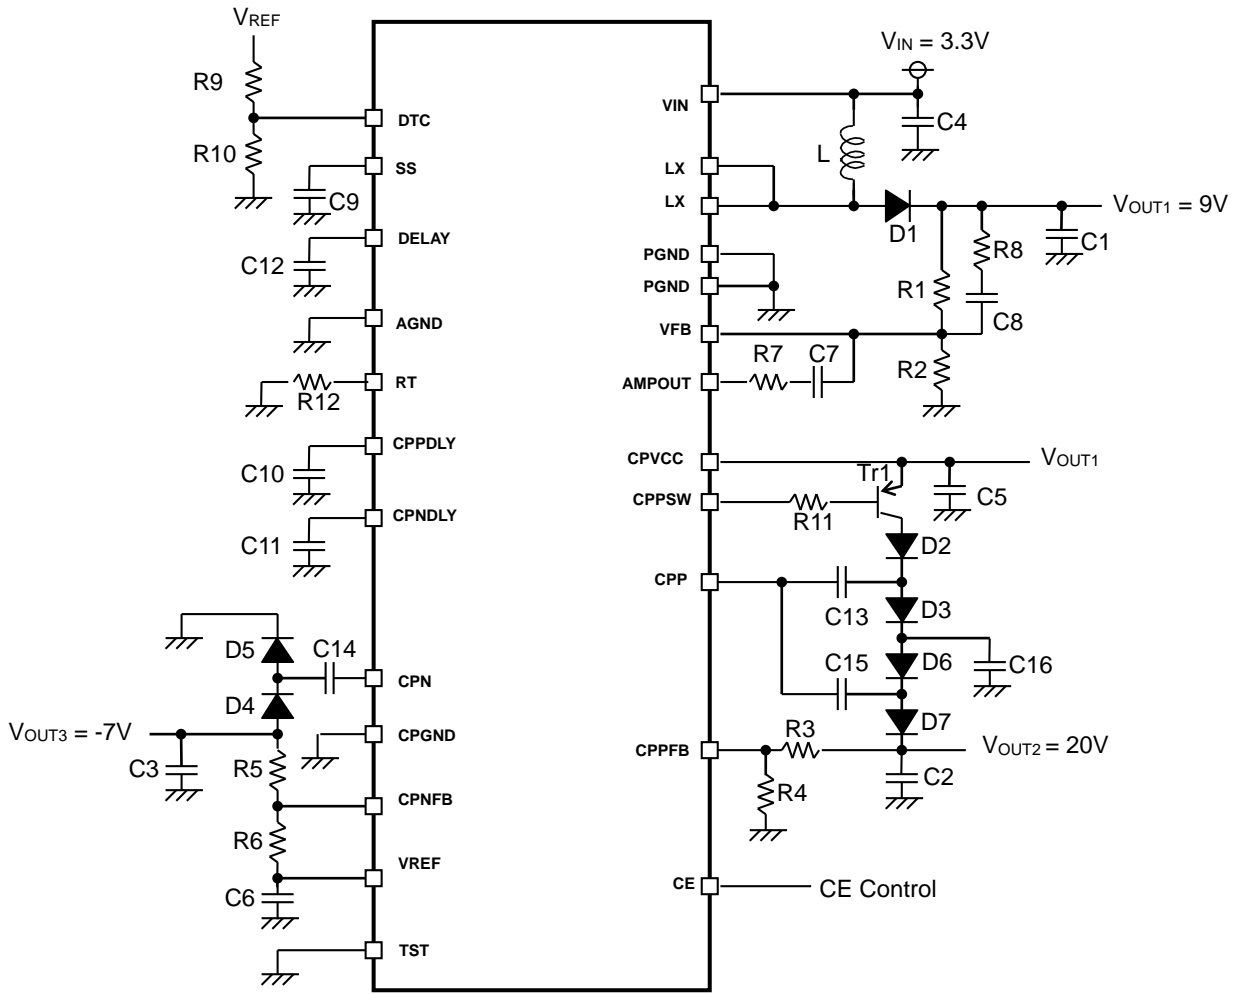 VREF
R9
R10
DTC
SS
C9
DELAY
C12
AGND
RT
R12
CPPDLY
C10
CPNDLY
C11
D5
C14
CPN
D4
VOUT3 = -7V
CPGND
C3
R5
CPNFB
R6
VREF
C6
TST
VIN = 3.3V
VIN
C4
L
LX
LX
VOUT1 = 9V
D1
C1
R8
PGND
PGND
R1
C8
VFB
R7
C7
R2
AMPOUT
CPVCC
VOUT1
Tr1
CPPSW
R11
C5
D2
CPP
C13
D3
C15
D6
C16
D7
R3
CPPFB
VOUT2 = 20V
R4
C2
CE
CE Control